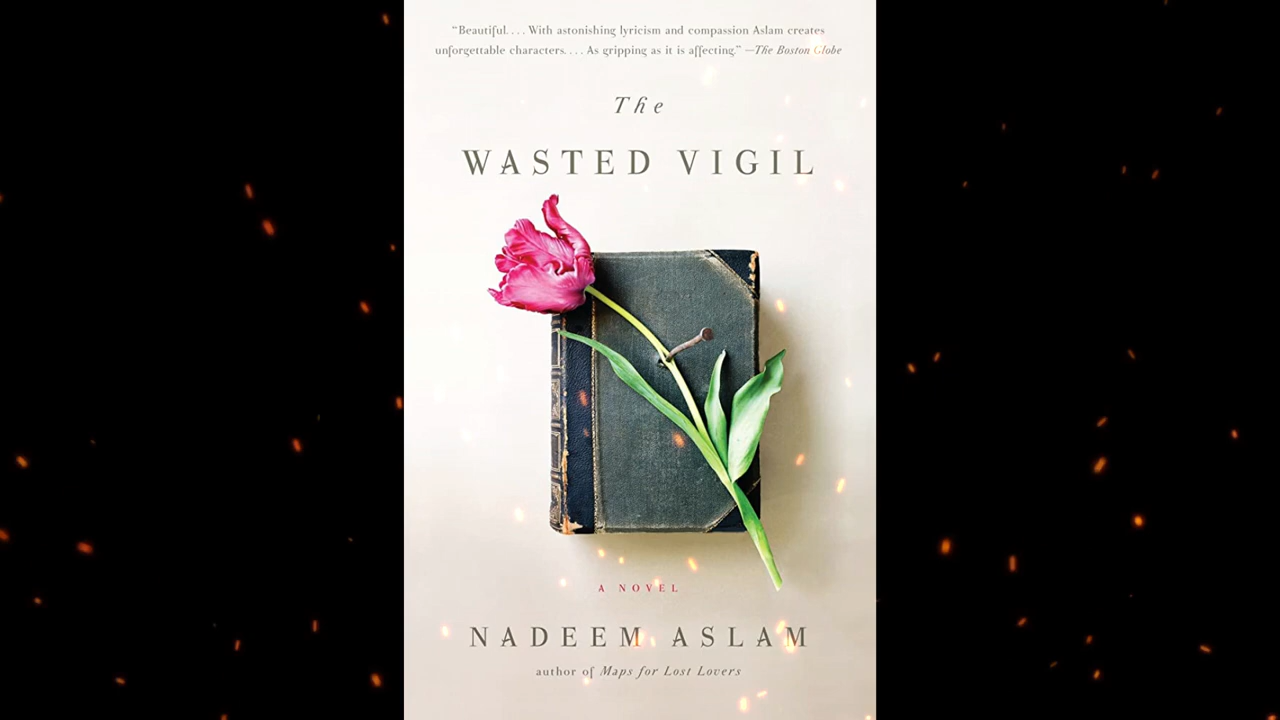 “Beautiful. . . . With astonishing lyricism and compassion Aslam creates
unforgettable characters. . . . As gripping as it is affecting.” —The Boston Globe
The
WASTED VIGIL
A NOVEL
NADEEM ASLAM
author of Maps for Lost Lovers